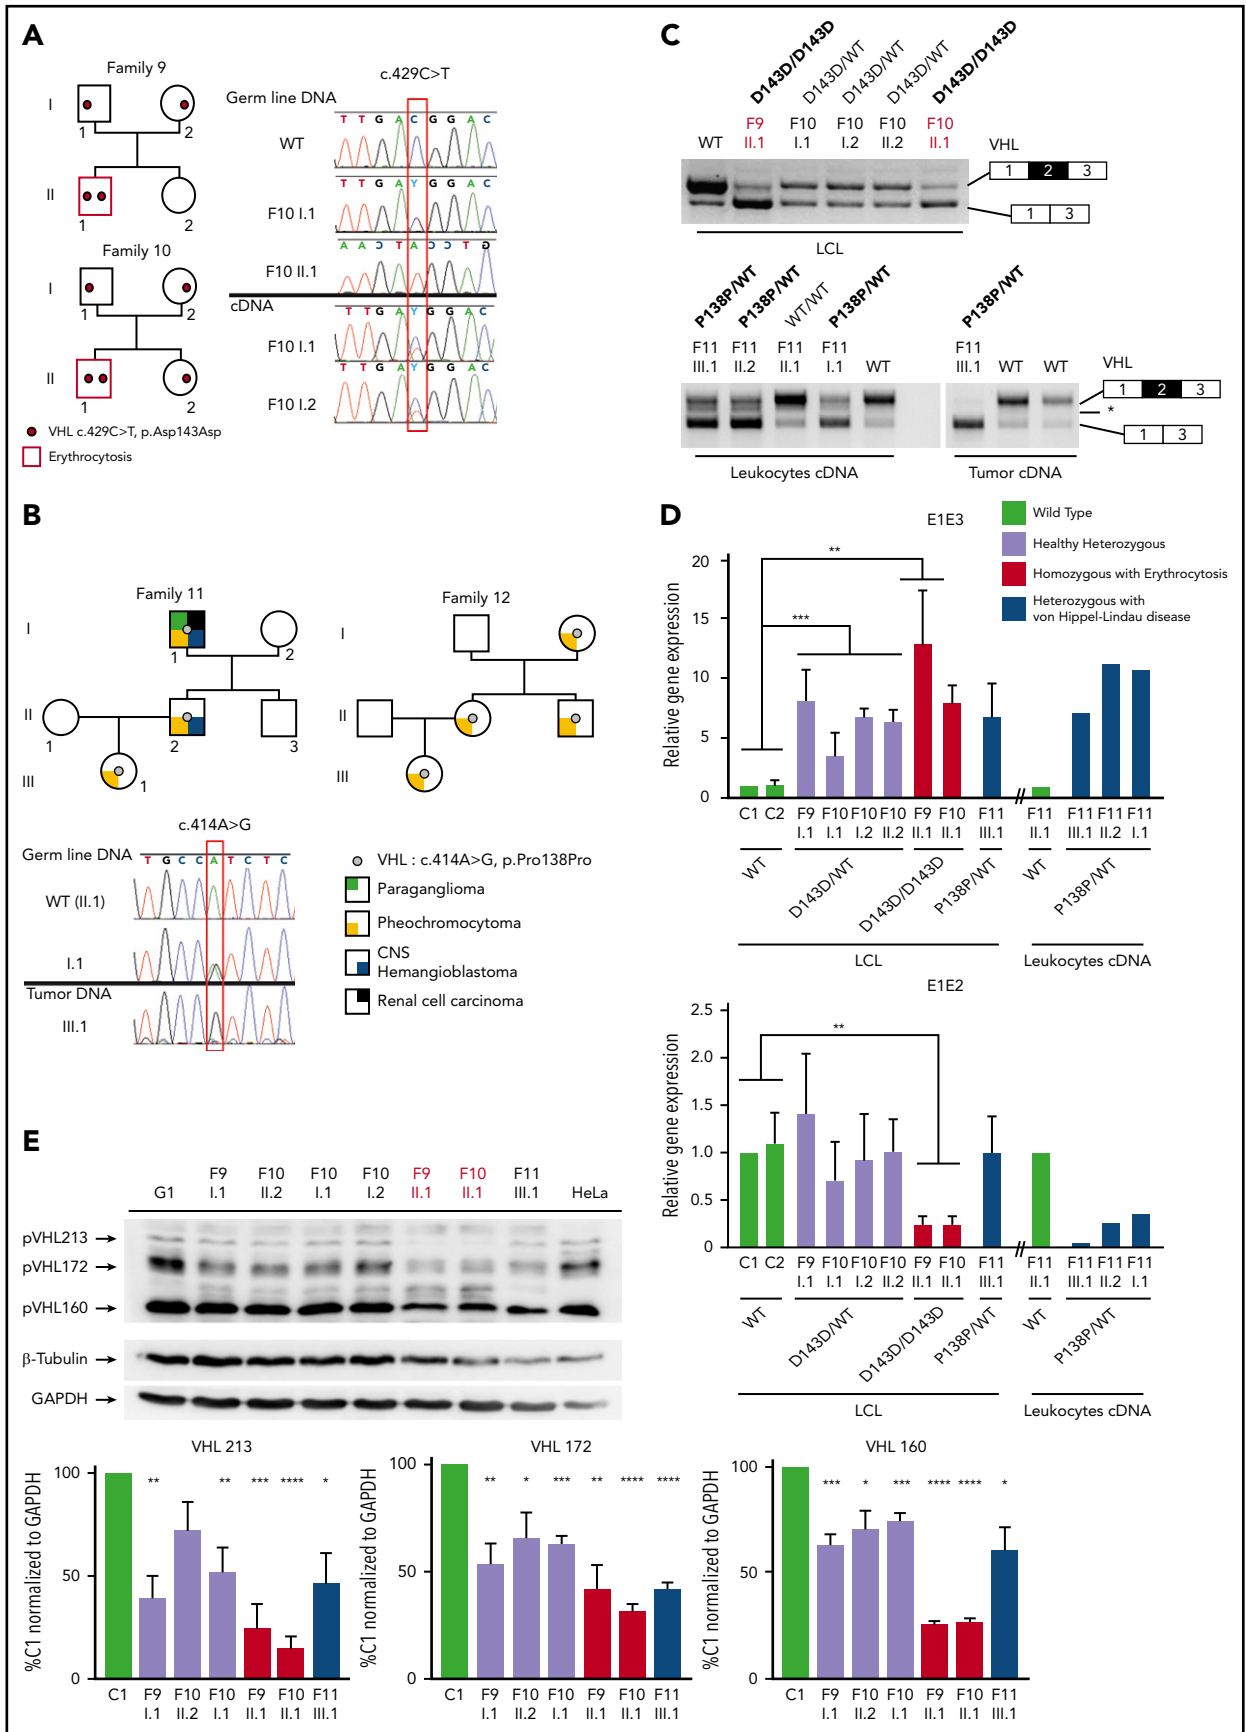 A
Family 9
I
1
2
II
1
2
Family 10
I
1
2
II
1
2
VHL c.429C>T, p.Asp143Asp
Erythrocytosis
c.429C>T
Germ line DNA
T T G A C G G A C
WT
T T G A Y G G A C
F10 I.1
F10 II.1
cDNA
T T G A Y G G A C
F10 I.1
T T G A Y G G A C
F10 I.2
B
Family 11
I
1
2
II
1
2
3
III
1
Family 12
I
II
III
c.414A>G
Germ line DNA
T G C C A T C T C
WT (II.1)
I.1
Tumor DNA
III.1
VHL : c.414A>G, p.Pro138Pro
Paraganglioma
Pheochromocytoma
CNS
Hemangioblastoma
Renal cell carcinoma
C
D143D/D143D
D143D/WT
D143D/WT
D143D/WT
D143D/D143D
WT
F9 II.1
F10 I.1
F10 I.2
F10 II.2
F10 II.1
VHL
1 2 3
1 3
LCL
P138P/WT
P138P/WT
WT/WT
P138P/WT
P138P/WT
F11 III.1
F11 II.2
F11 II.1
F11 I.1
WT
F11 III.1
WT
WT
VHL
1 2 3
*
1 3
Leukocytes cDNA
Tumor cDNA
D
E1E3
Wild Type
Healthy Heterozygous
Homozygous with Erythrocytosis
Heterozygous with
von Hippel-Lindau disease
Relative gene expression
20
15
10
5
0
**
***
C1 C2 F9 I.1 F10 I.1 F10 I.2 F10 II.2 F9 II.1 F10 II.1 F11 III.1 F11 II.1 F11 III.1 F11 II.2 F11 I.1
WT
D143D/WT
D143D/D143D
P138P/WT
WT
P138P/WT
LCL
Leukocytes cDNA
E1E2
Relative gene expression
2.5
2.0
1.5
1.0
0.5
0
**
C1 C2 F9 I.1 F10 I.1 F10 I.2 F10 II.2 F9 II.1 F10 II.1 F11 III.1 F11 II.1 F11 III.1 F11 II.2 F11 I.1
WT
D143D/WT
D143D/D143D
P138P/WT
WT
P138P/WT
LCL
Leukocytes cDNA
E
G1
F9 I.1
F10 II.2
F10 I.1
F10 I.2
F9 II.1
F10 II.1
F11 III.1
HeLa
pVHL213
pVHL172
pVHL160
β-Tubulin
GAPDH
VHL 213
%C1 normalized to GAPDH
100
50
0
** ** *** **** *
C1 F9 I.1 F10 II.2 F10 I.1 F9 II.1 F10 II.1 F11 III.1
VHL 172
%C1 normalized to GAPDH
100
50
0
** * *** ** **** ****
C1 F9 I.1 F10 II.2 F10 I.1 F9 II.1 F10 II.1 F11 III.1
VHL 160
%C1 normalized to GAPDH
100
50
0
*** * *** **** **** *
C1 F9 I.1 F10 II.2 F10 I.1 F9 II.1 F10 II.1 F11 III.1